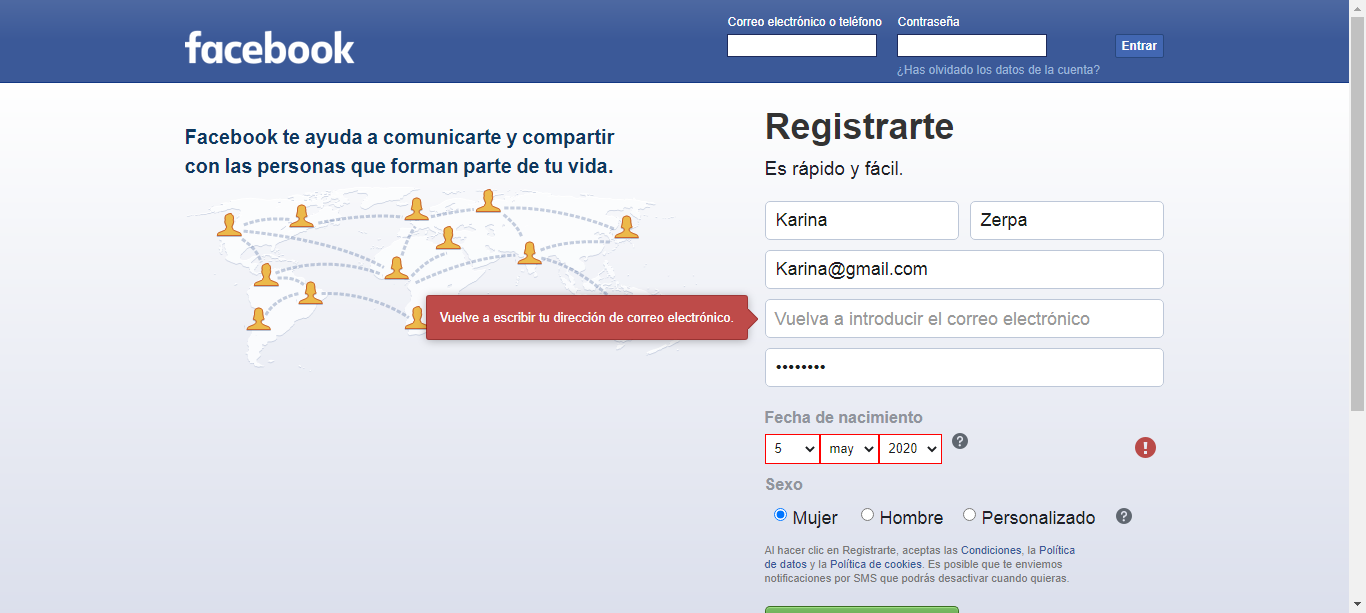 facebook
Correo electrónico o teléfono
Contraseña
Entrar
¿Has olvidado los datos de la cuenta?
Facebook te ayuda a comunicarte y compartir
con las personas que forman parte de tu vida.
Registrarte
Es rápido y fácil.
Karina
Zerpa
Karina@gmail.com
Vuelve a escribir tu dirección de correo electrónico.
Vuelva a introducir el correo electrónico
••••••••
Fecha de nacimiento
5 may 2020 ?
!
Sexo
Mujer Hombre Personalizado ?
Al hacer clic en Registrarte, aceptas las Condiciones, la Política
de datos y la Política de cookies. Es posible que te enviemos
notificaciones por SMS que podrás desactivar cuando quieras.